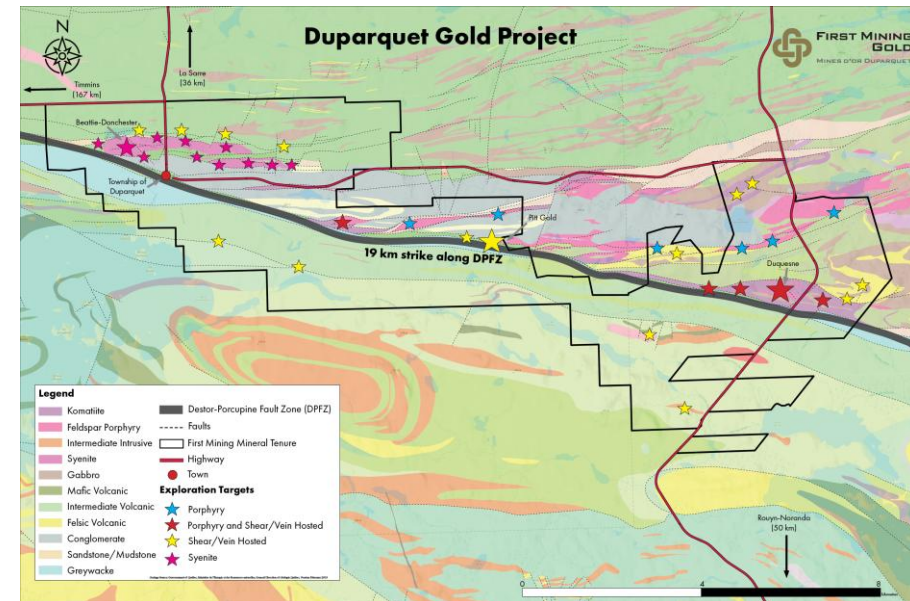 N
Duparquet Gold Project
FIRST MINING
GOLD
MINES D'OR DUPARQUET
La Sarre
(36 km)
Timmins
(167 km)
Beattie-Donchester
Township of
Duparquet
Pitt Gold
19 km strike along DPFZ
Duquesne
Legend
Komatiite
Feldspar Porphyry
Intermediate Intrusive
Syenite
Gabbro
Mafic Volcanic
Intermediate Volcanic
Felsic Volcanic
Conglomerate
Sandstone/Mudstone
Greywacke
Destor-Porcupine Fault Zone (DPFZ)
Faults
First Mining Mineral Tenure
Highway
Town
Exploration Targets
Porphyry
Porphyry and Shear/Vein Hosted
Shear/Vein Hosted
Syenite
Rouyn-Noranda
(50 km)
0 4 8